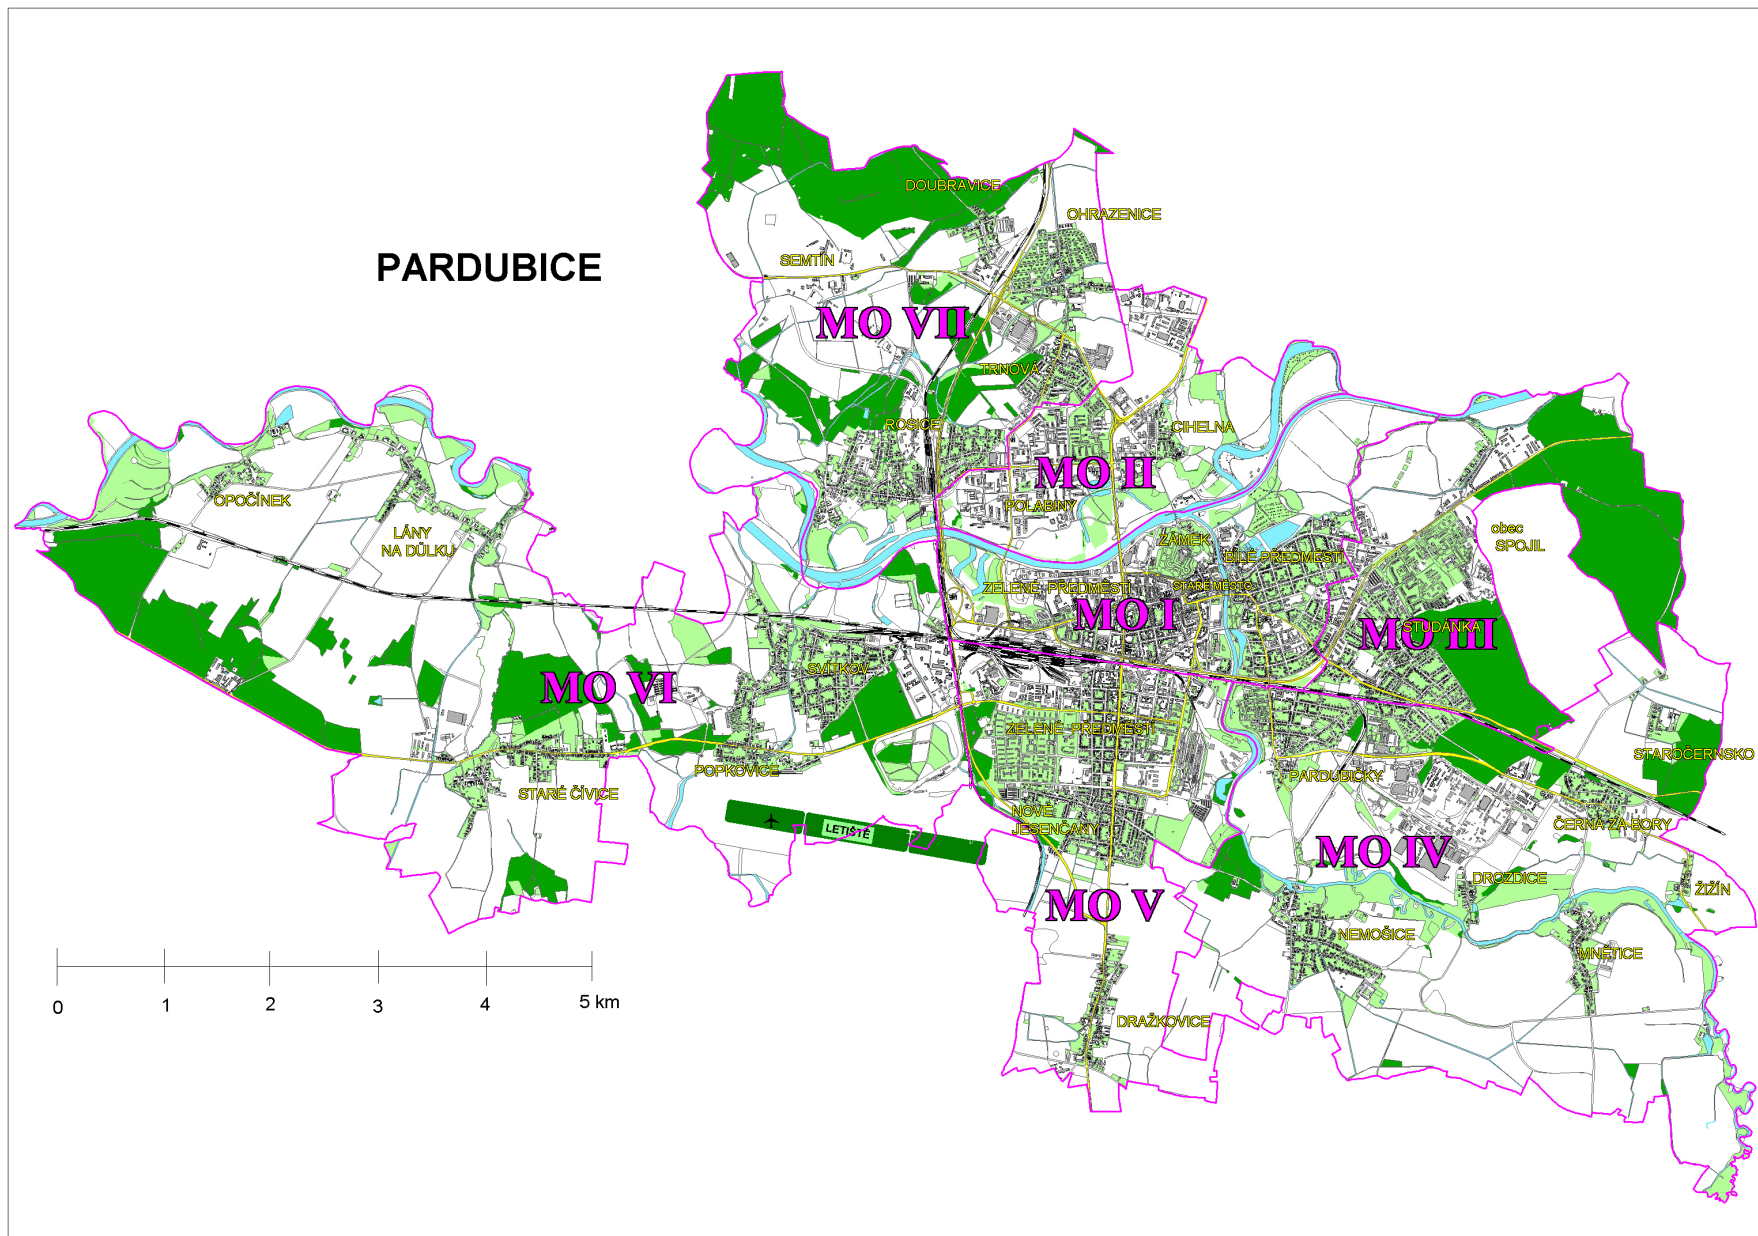 DOUBRAVICE
OHRAZENICE
PARDUBICE
SEMTÍN
MO VII
TRNOVÁ
ROSICE
CIHELNA
MO II
OPOČÍNEK
POLABINY
LÁNY
NA DŮLKU
obec
SPOJIL
ZÁMEK
BÍLÉ PŘEDMĚSTÍ
ZELENÉ PŘEDMĚSTÍ
STARÉ MĚSTO
MO I
STUDÁNKA
MO III
SVÍTKOV
MO VI
ZELENÉ PŘEDMĚSTÍ
STAROČERNSKO
POPKOVICE
PARDUBIČKY
STARÉ ČÍVICE
NOVÉ
JESENČANY
LETIŠTĚ
ČERNÁ ZA BORY
MO IV
DROZDICE
ŽIŽÍN
MO V
NEMOŠICE
MNĚTICE
0 1 2 3 4 5 km
DRAŽKOVICE